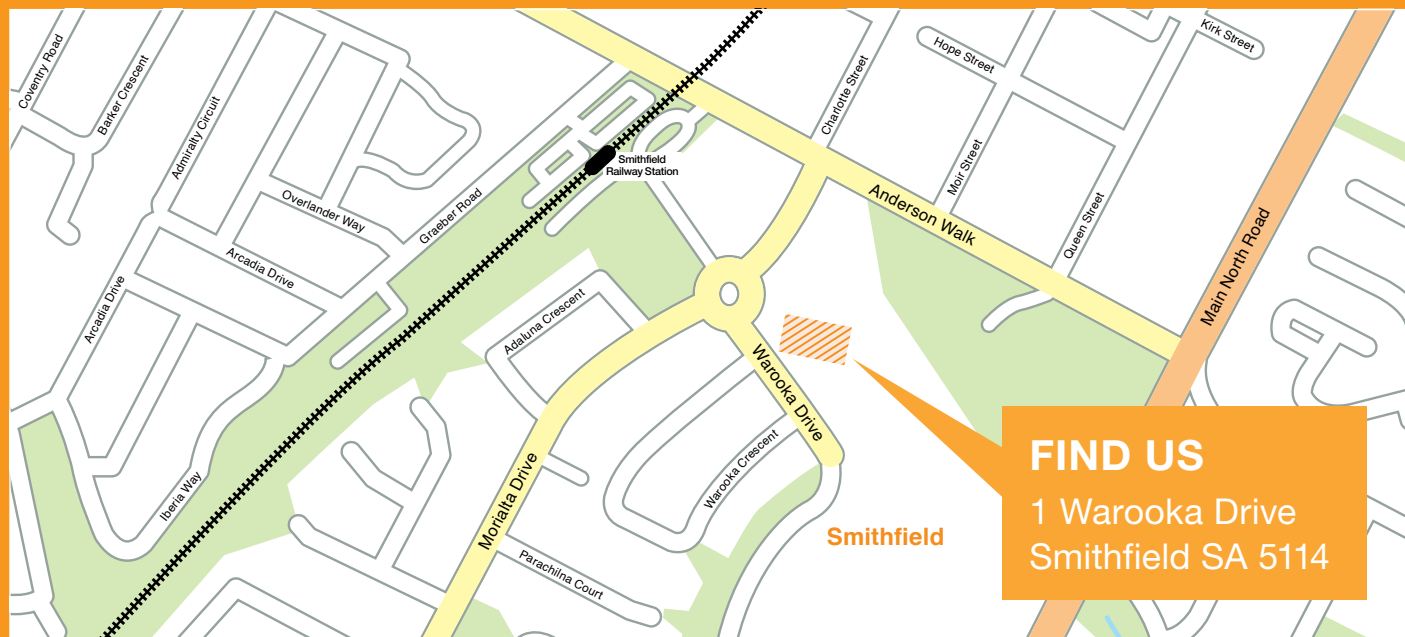 Coventry Road
Barker Crescent
Admiralty Circuit
Overlander Way
Arcadia Drive
Arcadia Drive
Graeber Road
Iberia Way
Smithfield
Railway Station
Adaluna Crescent
Morialta Drive
Parachilna Court
Warooka Drive
Warooka Crescent
Charlotte Street
Hope Street
Kirk Street
Moir Street
Queen Street
Anderson Walk
Main North Road
Smithfield
FIND US
1 Warooka Drive
Smithfield SA 5114